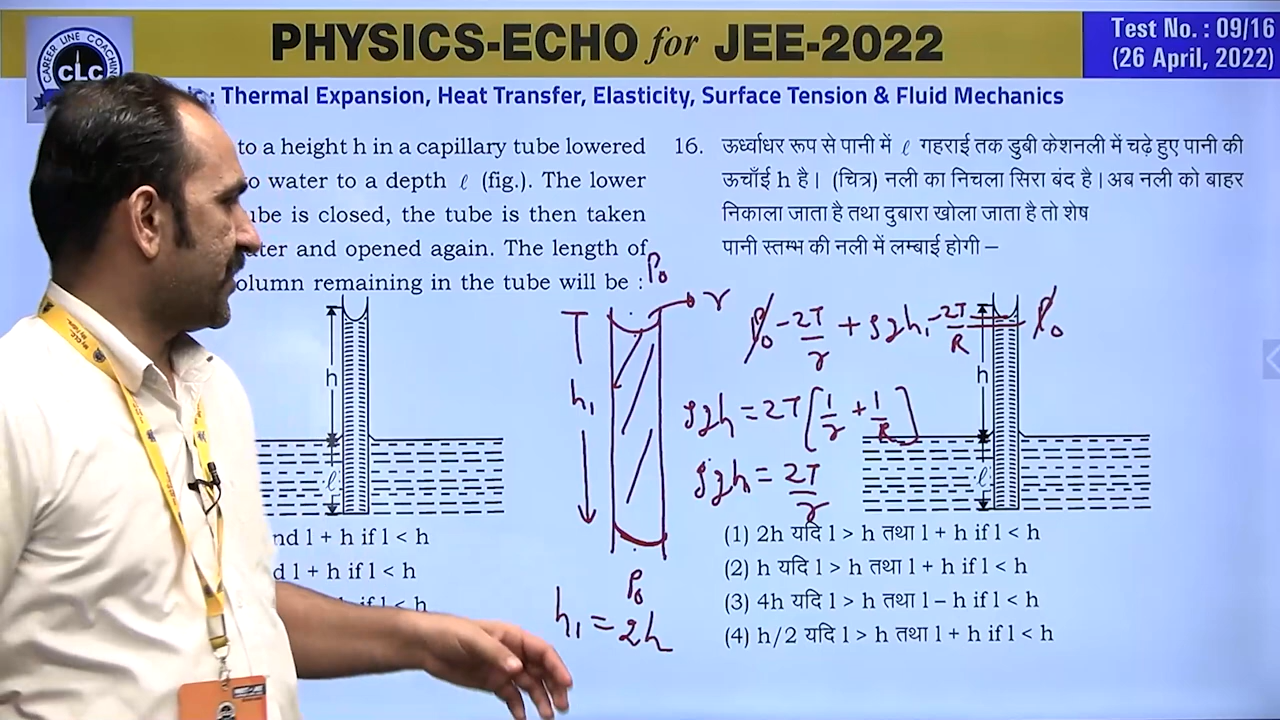 PHYSICS-ECHO for JEE-2022
Test No. : 09/16
(26 April, 2022)
CAREER LINE COACHING
CLC
: Thermal Expansion, Heat Transfer, Elasticity, Surface Tension & Fluid Mechanics
to a height h in a capillary tube lowered
water to a depth ℓ (fig.). The lower
is closed, the tube is then taken
and opened again. The length of
remaining in the tube will be :
h
ℓ
l + h if l < h
l + h if l < h
if l < h
16. ऊर्ध्वाधर रूप से पानी में ℓ गहराई तक डुबी केशनली में चढ़े हुए पानी की
ऊचाँई h है। (चित्र) नली का निचला सिरा बंद है। अब नली को बाहर
निकाला जाता है तथा दुबारा खोला जाता है तो शेष
पानी स्तम्भ की नली में लम्बाई होगी –
h
ℓ
(1) 2h यदि l > h तथा l + h if l < h
(2) h यदि l > h तथा l + h if l < h
(3) 4h यदि l > h तथा l – h if l < h
(4) h/2 यदि l > h तथा l + h if l < h
P₀
r
h₁
P₀ - 2T/r + ρgh₁ - 2T/R = P₀
ρgh = 2T[1/r + 1/R]
ρgh = 2T/r
P₀
h₁ = 2h